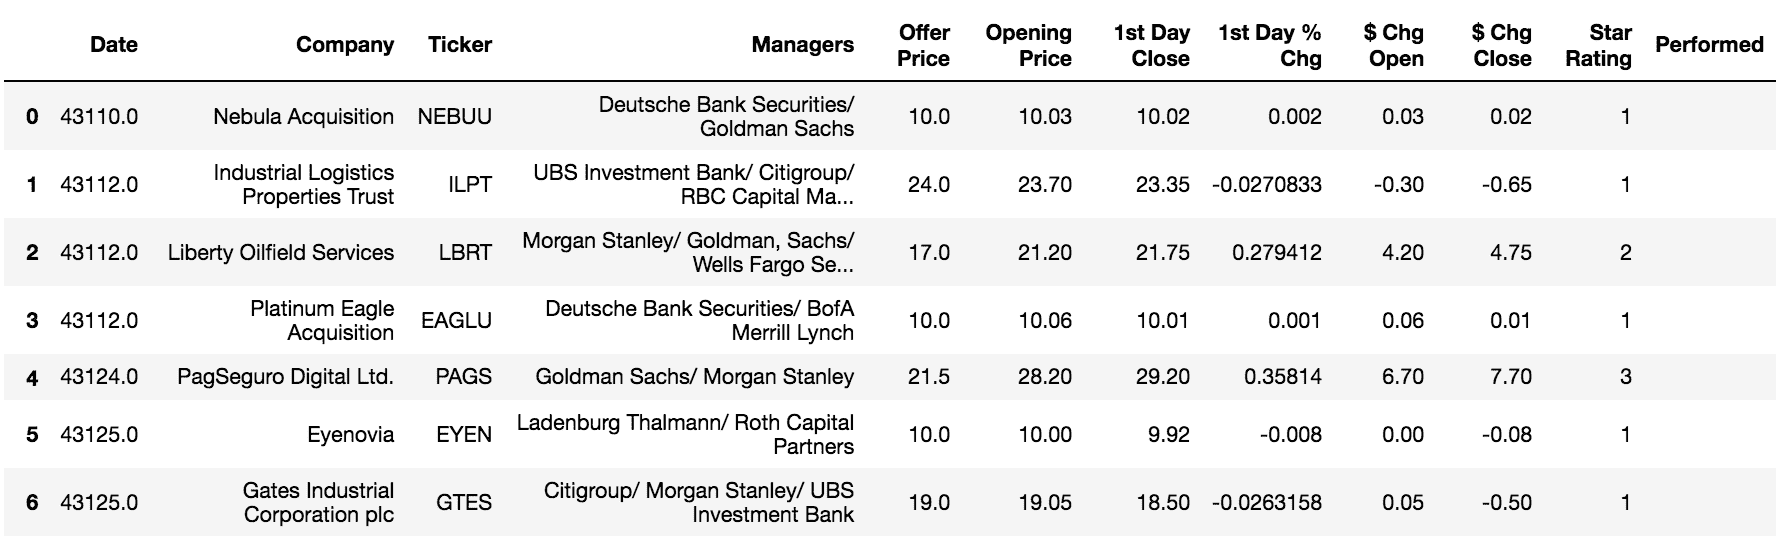 Date Company Ticker Managers Offer Price Opening Price 1st Day Close 1st Day % Chg $ Chg Open $ Chg Close Star Rating Performed
0 43110.0 Nebula Acquisition NEBUU Deutsche Bank Securities/ Goldman Sachs 10.0 10.03 10.02 0.002 0.03 0.02 1
1 43112.0 Industrial Logistics Properties Trust ILPT UBS Investment Bank/ Citigroup/ RBC Capital Ma... 24.0 23.70 23.35 -0.0270833 -0.30 -0.65 1
2 43112.0 Liberty Oilfield Services LBRT Morgan Stanley/ Goldman, Sachs/ Wells Fargo Se... 17.0 21.20 21.75 0.279412 4.20 4.75 2
3 43112.0 Platinum Eagle Acquisition EAGLU Deutsche Bank Securities/ BofA Merrill Lynch 10.0 10.06 10.01 0.001 0.06 0.01 1
4 43124.0 PagSeguro Digital Ltd. PAGS Goldman Sachs/ Morgan Stanley 21.5 28.20 29.20 0.35814 6.70 7.70 3
5 43125.0 Eyenovia EYEN Ladenburg Thalmann/ Roth Capital Partners 10.0 10.00 9.92 -0.008 0.00 -0.08 1
6 43125.0 Gates Industrial Corporation plc GTES Citigroup/ Morgan Stanley/ UBS Investment Bank 19.0 19.05 18.50 -0.0263158 0.05 -0.50 1